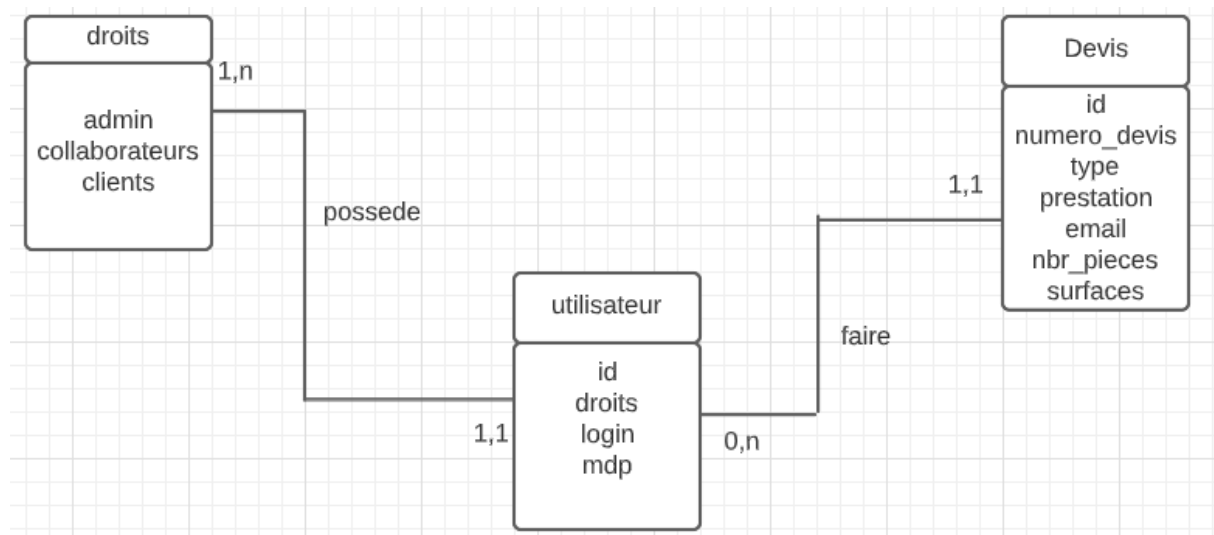 droits
1,n
admin
collaborateurs
clients
possede
1,1
utilisateur
id
droits
login
mdp
0,n
faire
1,1
Devis
id
numero_devis
type
prestation
email
nbr_pieces
surfaces